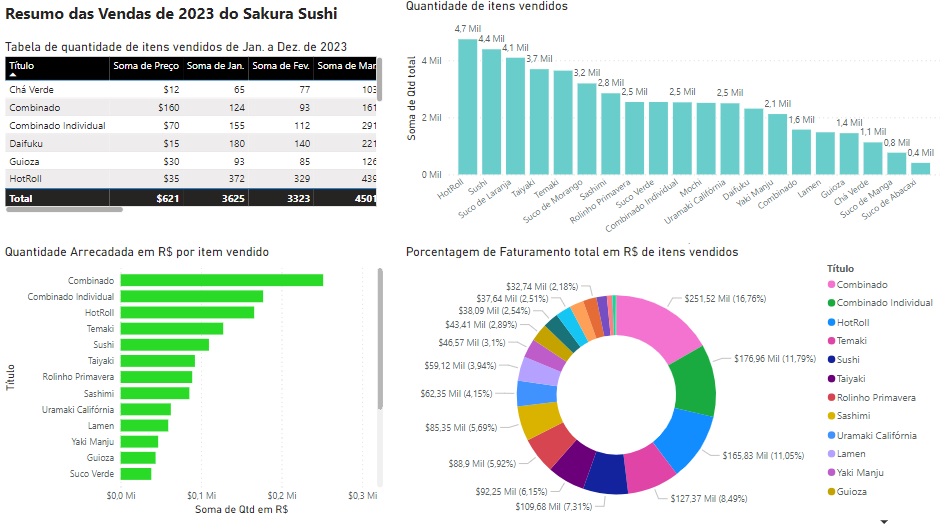 Resumo das Vendas de 2023 do Sakura Sushi
Tabela de quantidade de itens vendidos de Jan. a Dez. de 2023
Título Soma de Preço Soma de Jan. Soma de Fev. Soma de Mar
Chá Verde $12 65 77 103
Combinado $160 124 93 161
Combinado Individual $70 155 112 291
Daifuku $15 180 140 221
Guioza $30 93 85 126
HotRoll $35 372 329 439
Total $621 3625 3323 4501
Quantidade de itens vendidos
Soma de Qtd total
4 Mil
2 Mil
0 Mil
4,7 Mil
4,4 Mil
4,1 Mil
3,7 Mil
3,2 Mil
2,8 Mil
2,5 Mil
2,5 Mil
2,5 Mil
2,1 Mil
1,6 Mil
1,4 Mil
1,1 Mil
0,8 Mil
0,4 Mil
HotRoll
Sushi
Suco de Laranja
Taiyaki
Temaki
Suco de Morango
Sashimi
Rolinho Primavera
Suco Verde
Combinado Individual
Mochi
Uramaki Califórnia
Daifuku
Yaki Manju
Combinado
Lamen
Guioza
Chá Verde
Suco de Manga
Suco de Abacaxi
Quantidade Arrecadada em R$ por item vendido
Título
Combinado
Combinado Individual
HotRoll
Temaki
Sushi
Taiyaki
Rolinho Primavera
Sashimi
Uramaki Califórnia
Lamen
Yaki Manju
Guioza
Suco Verde
$0,0 Mi $0,1 Mi $0,2 Mi $0,3 Mi
Soma de Qtd em R$
Porcentagem de Faturamento total em R$ de itens vendidos
$251,52 Mil (16,76%)
$176,96 Mil (11,79%)
$165,83 Mil (11,05%)
$127,37 Mil (8,49%)
$109,68 Mil (7,31%)
$92,25 Mil (6,15%)
$88,9 Mil (5,92%)
$85,35 Mil (5,69%)
$62,35 Mil (4,15%)
$59,12 Mil (3,94%)
$46,57 Mil (3,1%)
$43,41 Mil (2,89%)
$38,09 Mil (2,54%)
$37,64 Mil (2,51%)
$32,74 Mil (2,18%)
Título
Combinado
Combinado Individual
HotRoll
Temaki
Sushi
Taiyaki
Rolinho Primavera
Sashimi
Uramaki Califórnia
Lamen
Yaki Manju
Guioza